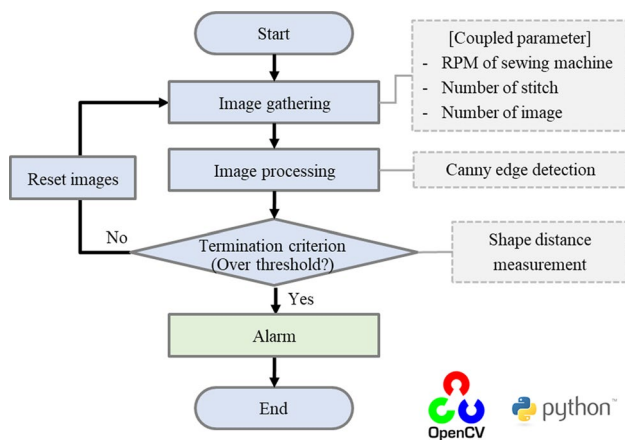 Start
[Coupled parameter]
- RPM of sewing machine
- Number of stitch
- Number of image
Image gathering
Reset images
Image processing
Canny edge detection
No
Termination criterion
(Over threshold?)
Shape distance
measurement
Yes
Alarm
End
OpenCV
python™